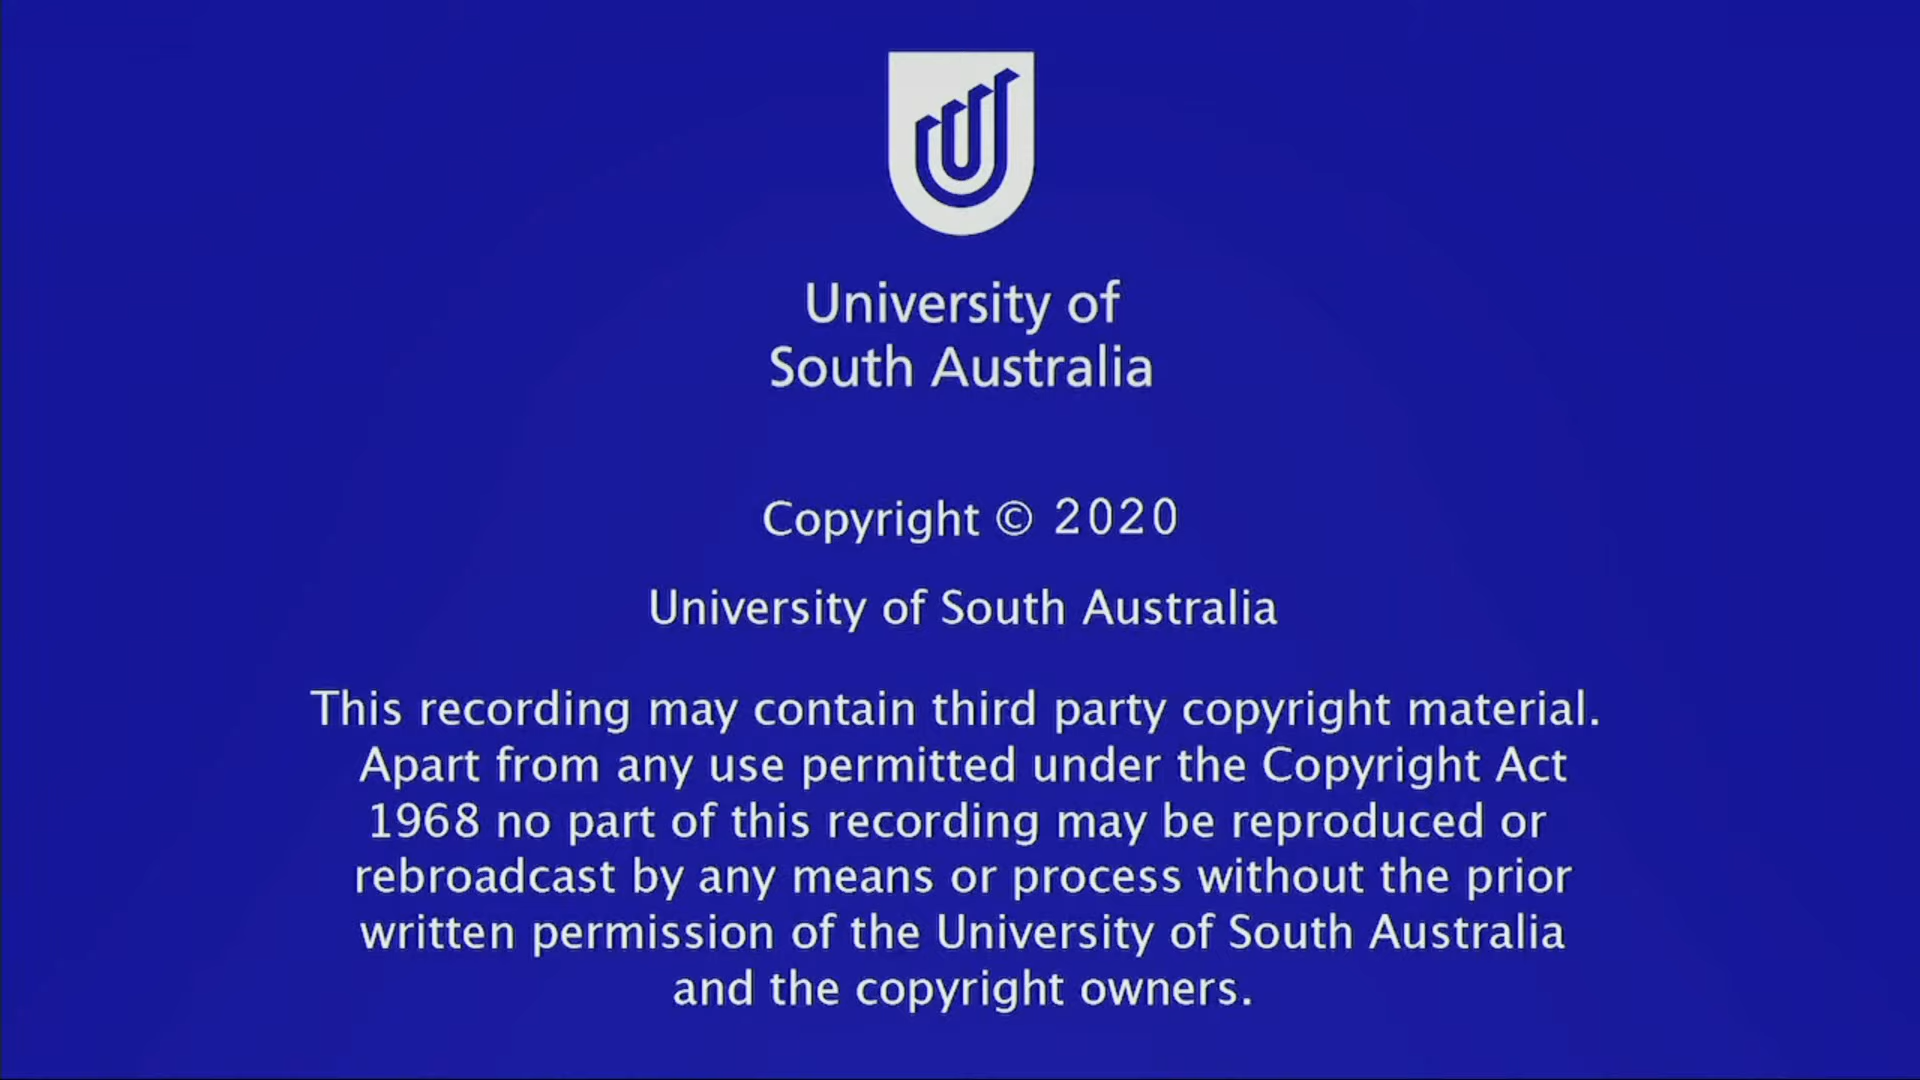 University of
South Australia
Copyright © 2020
University of South Australia
This recording may contain third party copyright material.
Apart from any use permitted under the Copyright Act
1968 no part of this recording may be reproduced or
rebroadcast by any means or process without the prior
written permission of the University of South Australia
and the copyright owners.